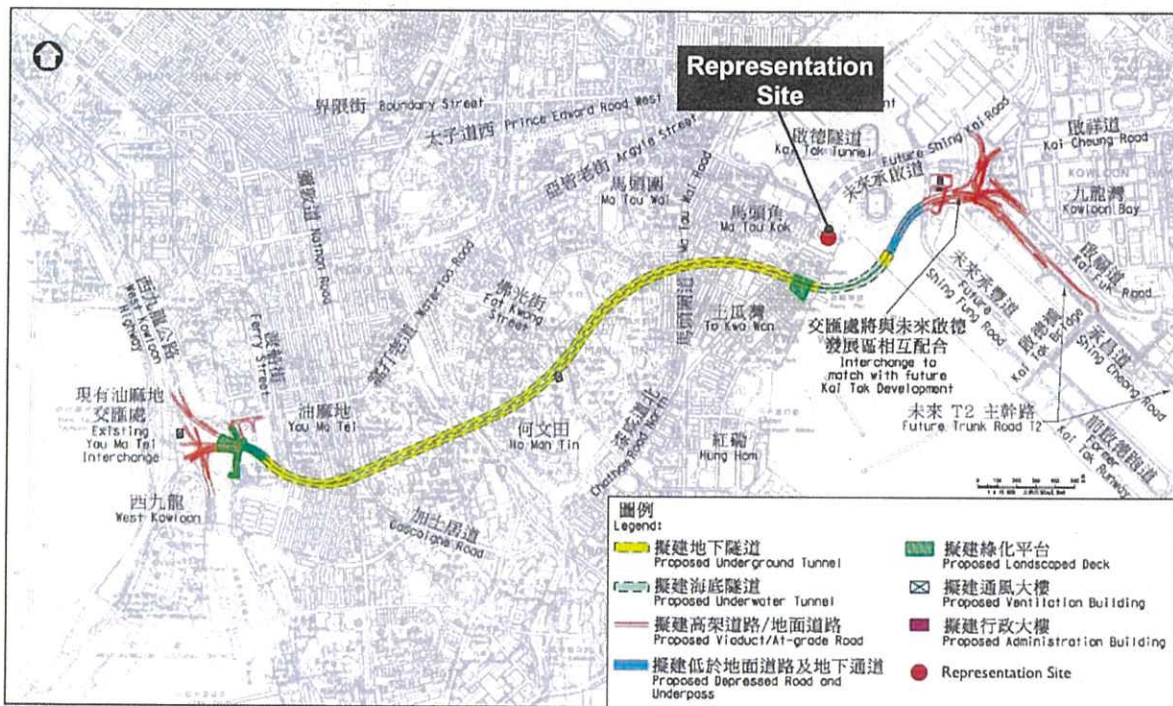 Representation
Site
界限街 Boundary Street
太子道西 Prince Edward Road West
亞皆老街 Argyle Street
啟德隧道
Kai Tak Tunnel
未來承啟道
Future Shing Kai Road
啟祥道
Kai Cheung Road
九龍灣
Kowloon Bay
啟福道
Kai Fuk Road
馬頭圍
Ma Tau Wai
Ma Tau Wai Road
馬頭圍道
馬頭角
Ma Tau Kok
彌敦道 Nathan Road
窩打老道 Waterloo Road
佛光街
Fat Kwong
Street
西九龍公路
West Kowloon
Highway
渡船街
Ferry Street
土瓜灣
To Kwa Wan
未來承豐道
Future
Shing Fung Road
交匯處將與未來啟德
發展區相互配合
Interchange to
match with future
Kai Tak Development
啟德橋
Kai Tak Bridge
承昌道
Shing Cheong Road
未來 T2 主幹路
Future Trunk Road T2
前啟德跑道
Former
Kai Tak Runway
現有油麻地
交匯處
Existing
Yau Ma Tei
Interchange
油麻地
Yau Ma Tei
何文田
Ho Man Tin
漆咸道北
Chatham Road North
紅磡
Hung Hom
西九龍
West Kowloon
加士居道
Gascoigne Road
圖例
Legend:
擬建地下隧道
Proposed Underground Tunnel
擬建海底隧道
Proposed Underwater Tunnel
擬建高架道路/地面道路
Proposed Viaduct/At-grade Road
擬建低於地面道路及地下通道
Proposed Depressed Road and
Underpass
擬建綠化平台
Proposed Landscaped Deck
擬建通風大樓
Proposed Ventilation Building
擬建行政大樓
Proposed Administration Building
Representation Site